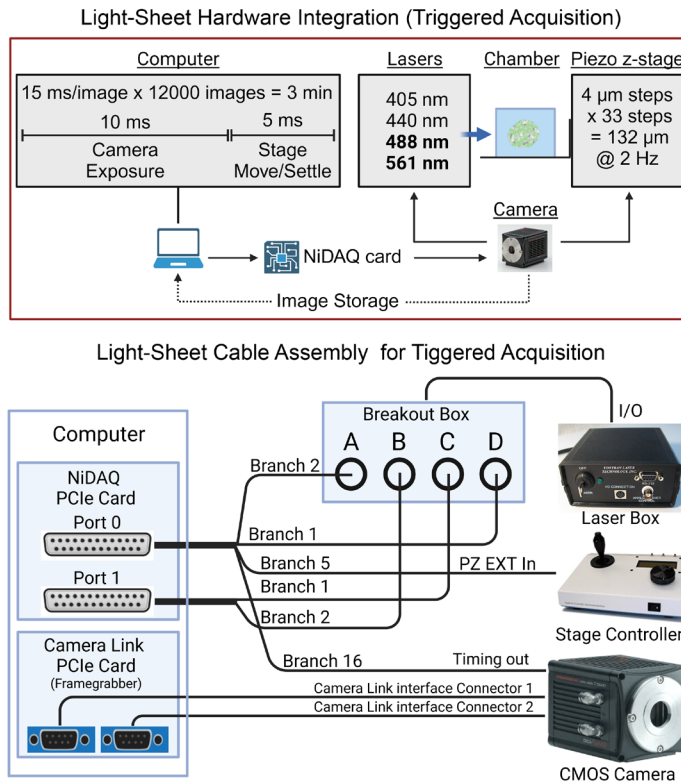 Light-Sheet Hardware Integration (Triggered Acquisition)
Computer
15 ms/image x 12000 images = 3 min
10 ms
5 ms
Camera
Exposure
Stage
Move/Settle
Lasers
405 nm
440 nm
488 nm
561 nm
Chamber
Piezo z-stage
4 µm steps
x 33 steps
= 132 µm
@ 2 Hz
Camera
NiDAQ card
Image Storage
Light-Sheet Cable Assembly for Tiggered Acquisition
Computer
NiDAQ
PCIe Card
Port 0
Port 1
Camera Link
PCIe Card
(Framegrabber)
Breakout Box
A B C D
Branch 2
Branch 1
Branch 5
Branch 1
Branch 2
Branch 16
PZ EXT In
Timing out
Camera Link interface Connector 1
Camera Link interface Connector 2
I/O
Laser Box
Stage Controller
CMOS Camera